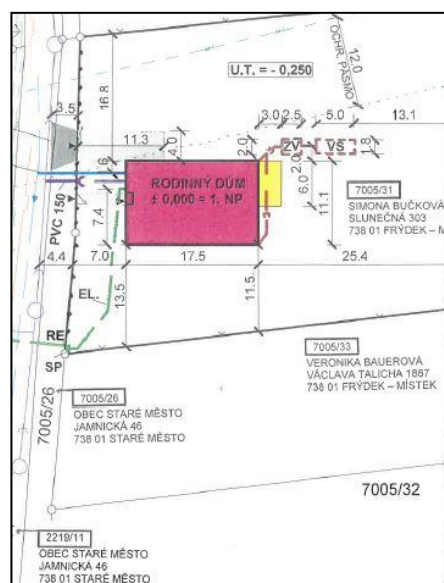 12.0
OCHR. PÁSMO
U.T. = - 0,250
16.8
3.5
11.3
4.0
2.0
3.0
2.5
5.0
13.1
ZV
VS
1.8
2.0
6.0
11.1
RODINNÝ DŮM
± 0,000 = 1. NP
7005/31
SIMONA BUČKOVÁ
SLUNEČNÁ 303
738 01 FRÝDEK – M
PVC 150
7.4
4.4
7.0
17.5
25.4
EL.
13.5
11.5
RE
SP
7005/33
VERONIKA BAUEROVÁ
VÁCLAVA TALICHA 1867
738 01 FRÝDEK – MÍSTEK
7005/26
7005/26
OBEC STARÉ MĚSTO
JAMNICKÁ 46
738 01 STARÉ MĚSTO
7005/32
2219/11
OBEC STARÉ MĚSTO
JAMNICKÁ 46
738 01 STARÉ MĚSTO